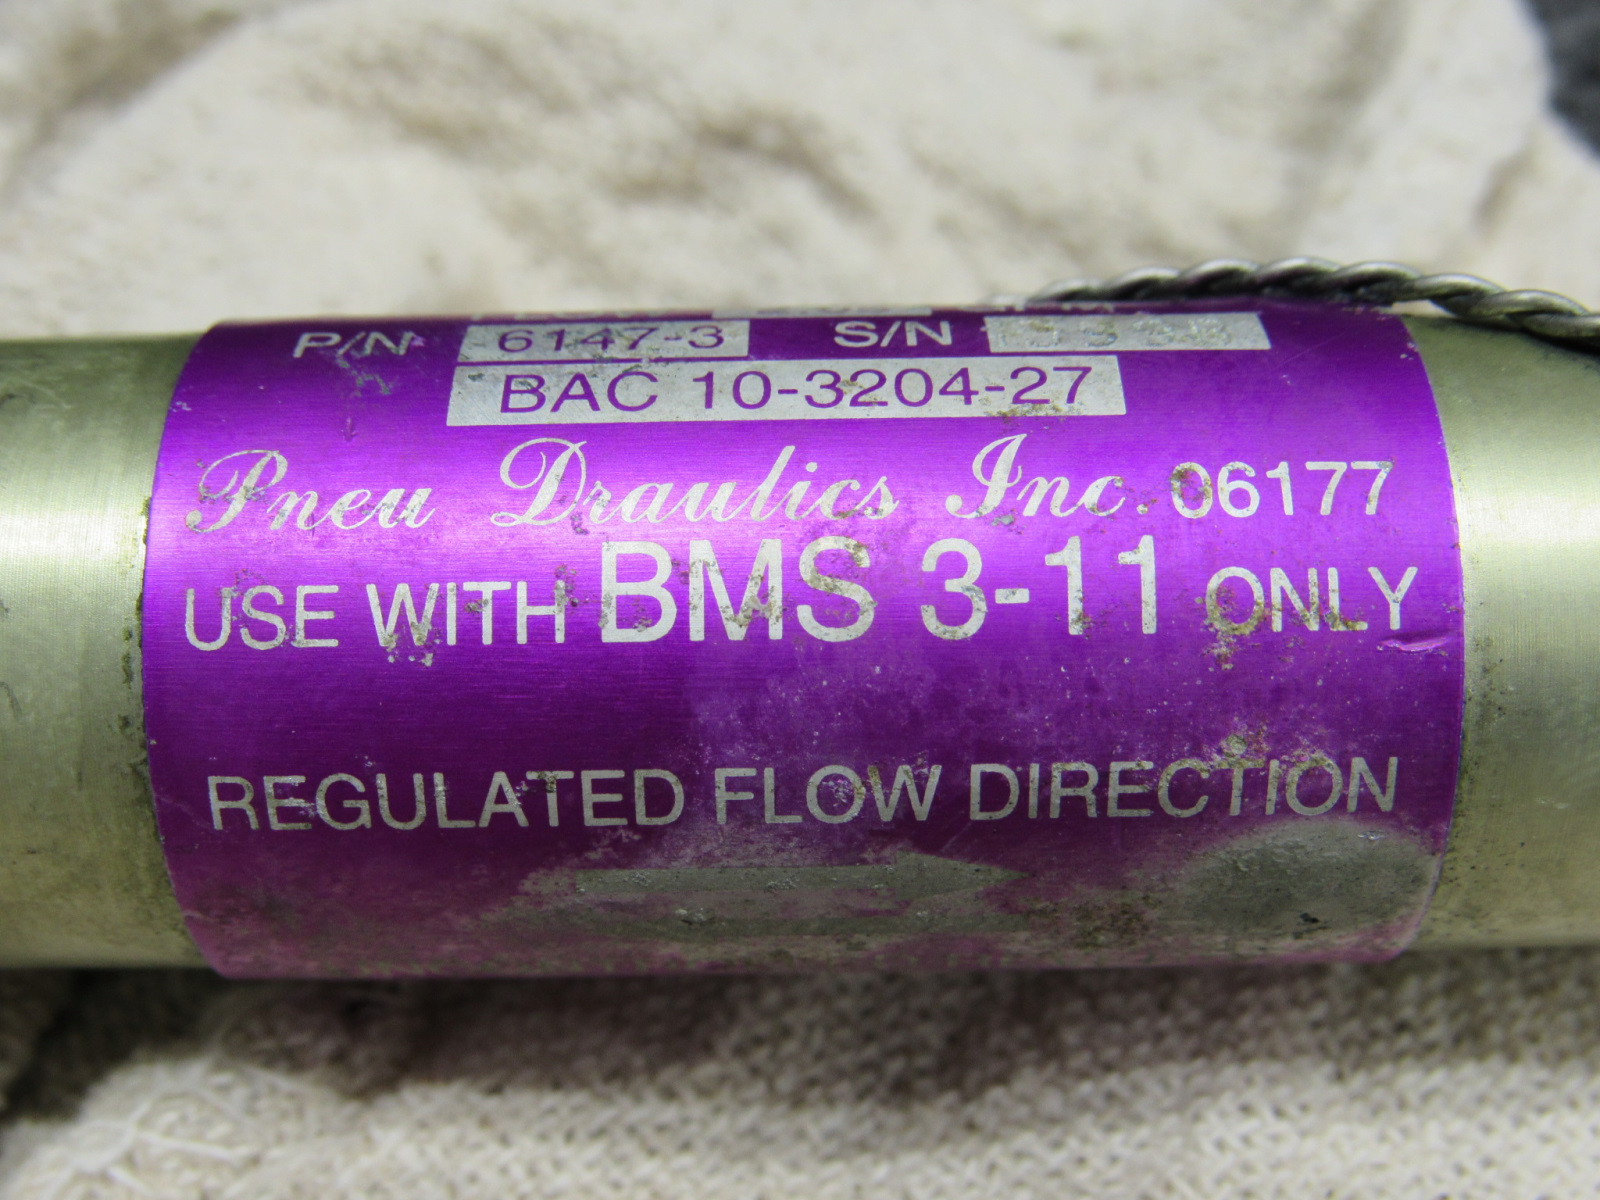 P/N 6147-3 S/N
BAC 10-3204-27
Pneu Draulics Inc. 06177
USE WITH BMS 3-11 ONLY
REGULATED FLOW DIRECTION